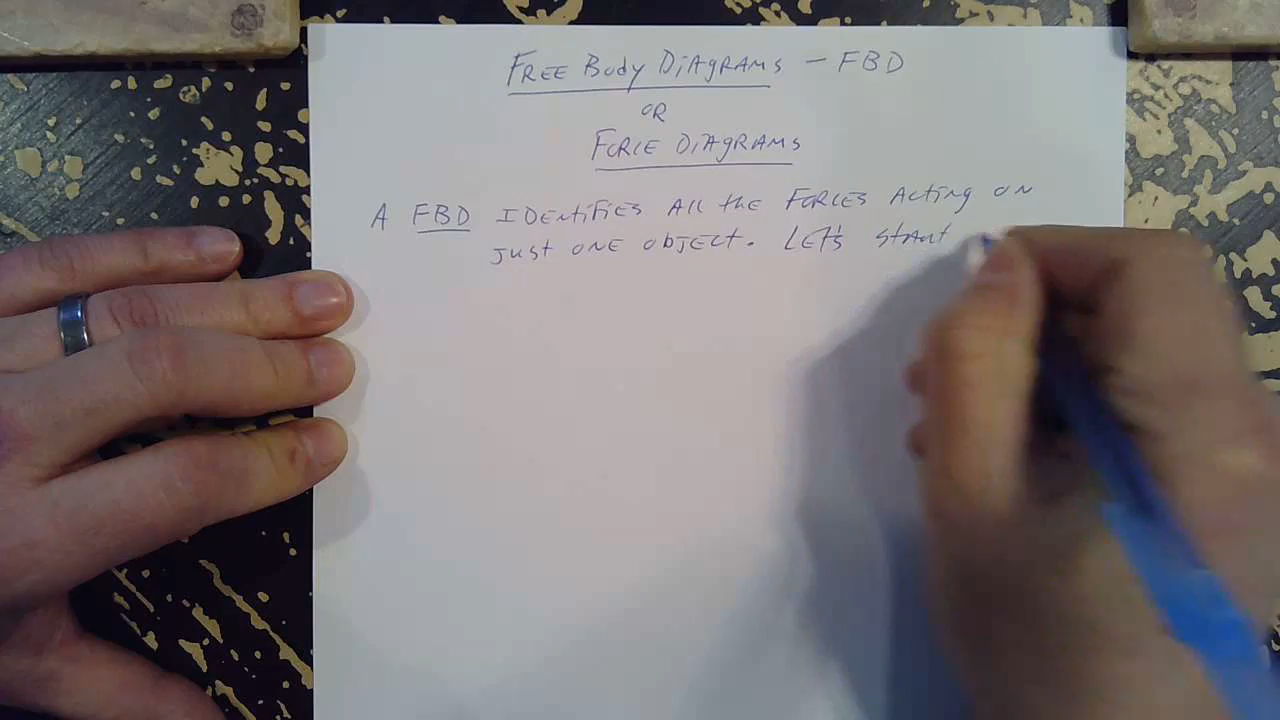 FREE Body DiAgRAMs - FBD
OR
FORCE DiAgRAMs
A FBD IDEntifiEs All the FORCEs Acting on
just ONE object. LEt's start